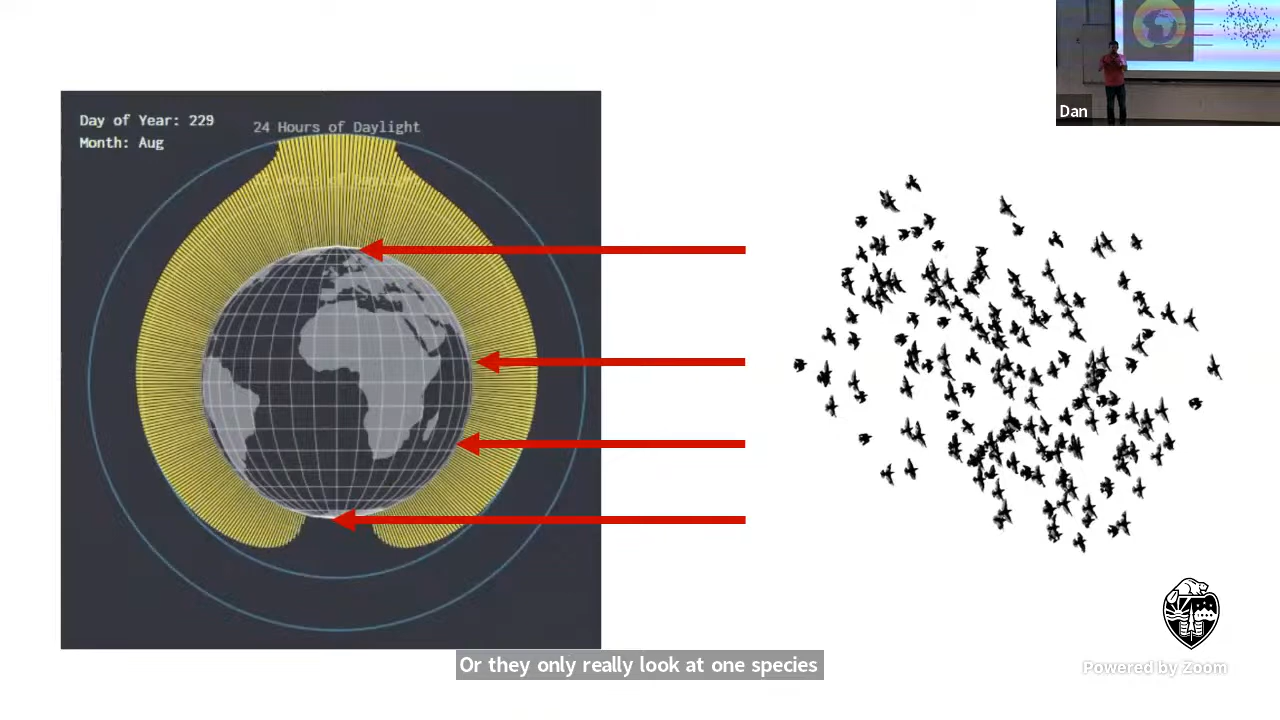 Day of Year: 229
Month: Aug
24 Hours of Daylight
Dan
Or they only really look at one species
Powered by Zoom